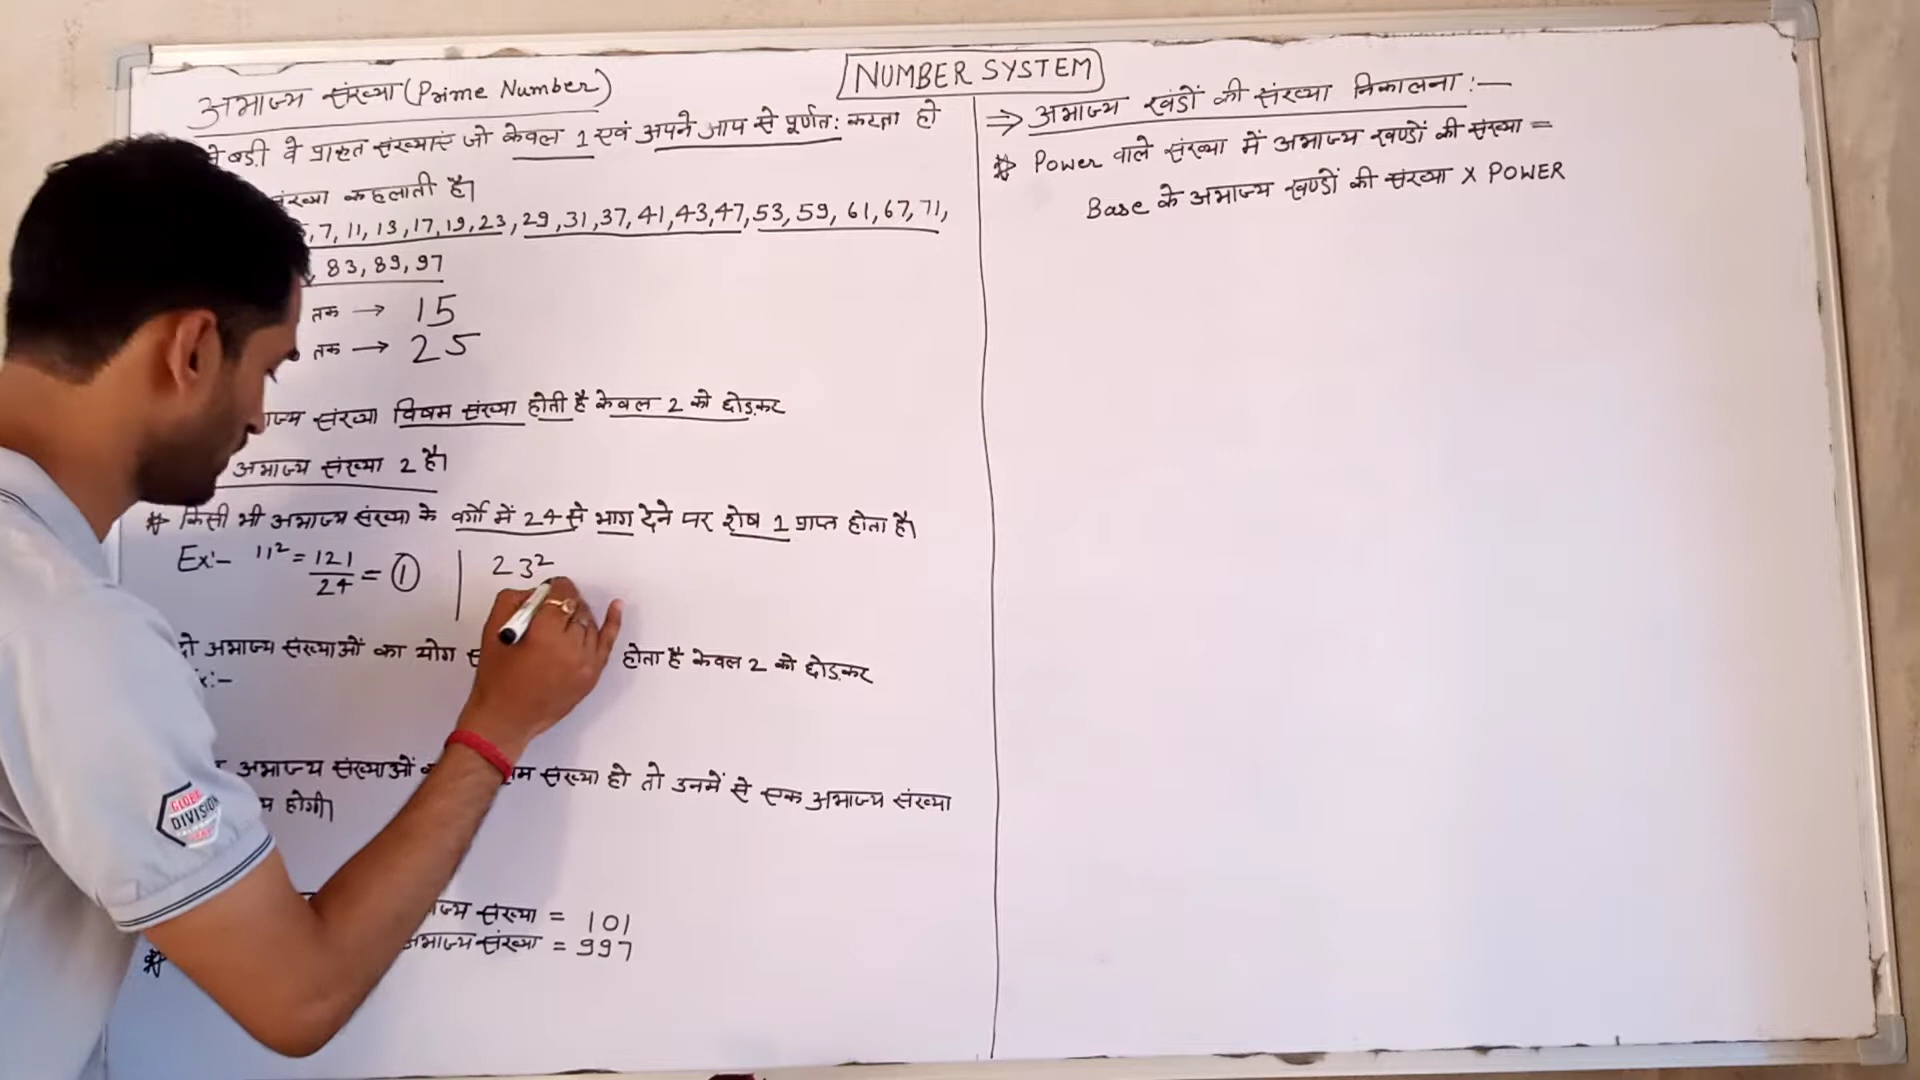 NUMBER SYSTEM
अभाज्य संख्या (Prime Number)
बड़ी वे प्राकृत संख्याएं जो केवल 1 एवं अपने आप से पूर्णत: करता हो
संख्या कहलाती है।
7, 11, 13, 17, 19, 23, 29, 31, 37, 41, 43, 47, 53, 59, 61, 67, 71,
83, 89, 97
तक → 15
तक → 25
संख्या विषम संख्या होती है केवल 2 को छोड़कर
अभाज्य संख्या 2 है।
* किसी भी अभाज्य संख्या के वर्ग में 24 से भाग देने पर शेष 1 प्राप्त होता है।
Ex:- 11² = 121/24 = ① | 23²
दो अभाज्य संख्याओं का योग होता है केवल 2 को छोड़कर
:-
अभाज्य संख्याओं संख्या हो तो उनमें से एक अभाज्य संख्या
होगी।
संख्या = 101
अभाज्य संख्या = 997
*
⇒ अभाज्य खंडों की संख्या निकालना :—
* Power वाले संख्या में अभाज्य खण्डों की संख्या =
Base के अभाज्य खण्डों की संख्या X POWER
GLOBE
DIVISION